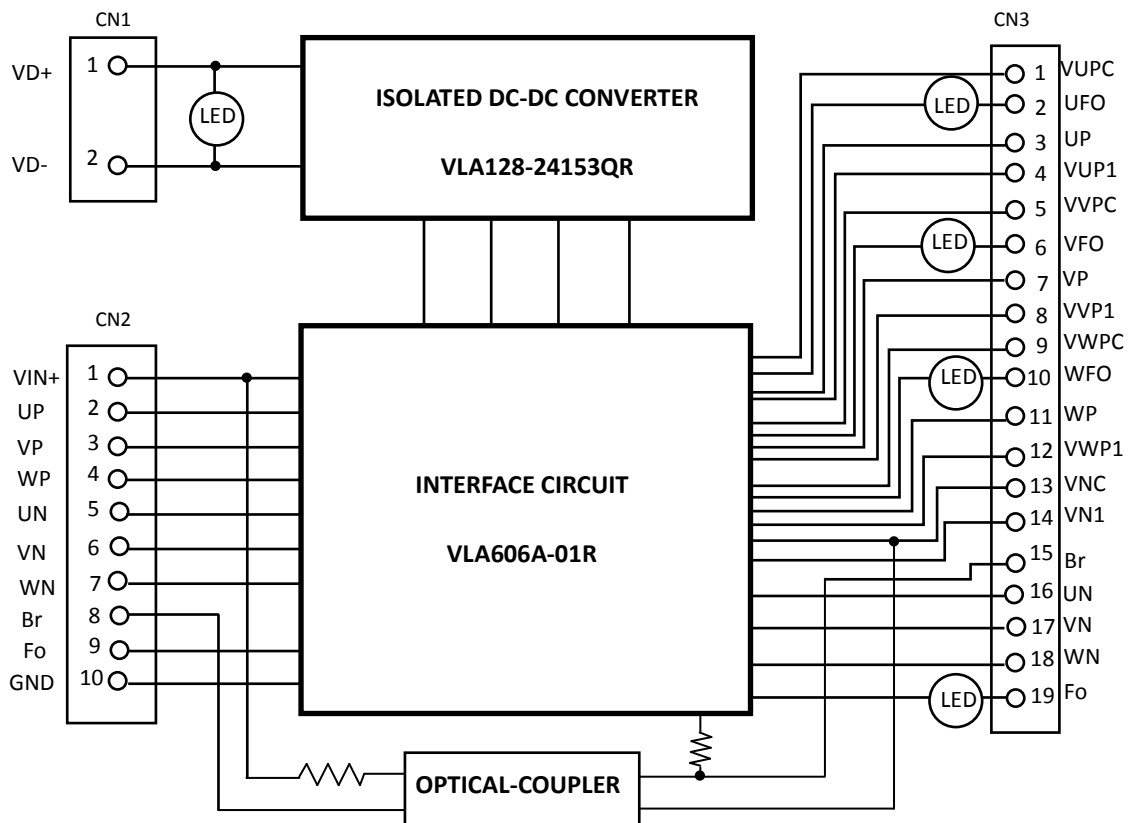 CN1
VD+
1
LED
VD-
2
ISOLATED DC-DC CONVERTER
VLA128-24153QR
CN2
VIN+
1
UP
2
VP
3
WP
4
UN
5
VN
6
WN
7
Br
8
Fo
9
GND
10
INTERFACE CIRCUIT
VLA606A-01R
OPTICAL-COUPLER
CN3
1
VUPC
LED
2
UFO
3
UP
4
VUP1
5
VVPC
LED
6
VFO
7
VP
8
VVP1
9
VWPC
LED
10
WFO
11
WP
12
VWP1
13
VNC
14
VN1
15
Br
16
UN
17
VN
18
WN
LED
19
Fo